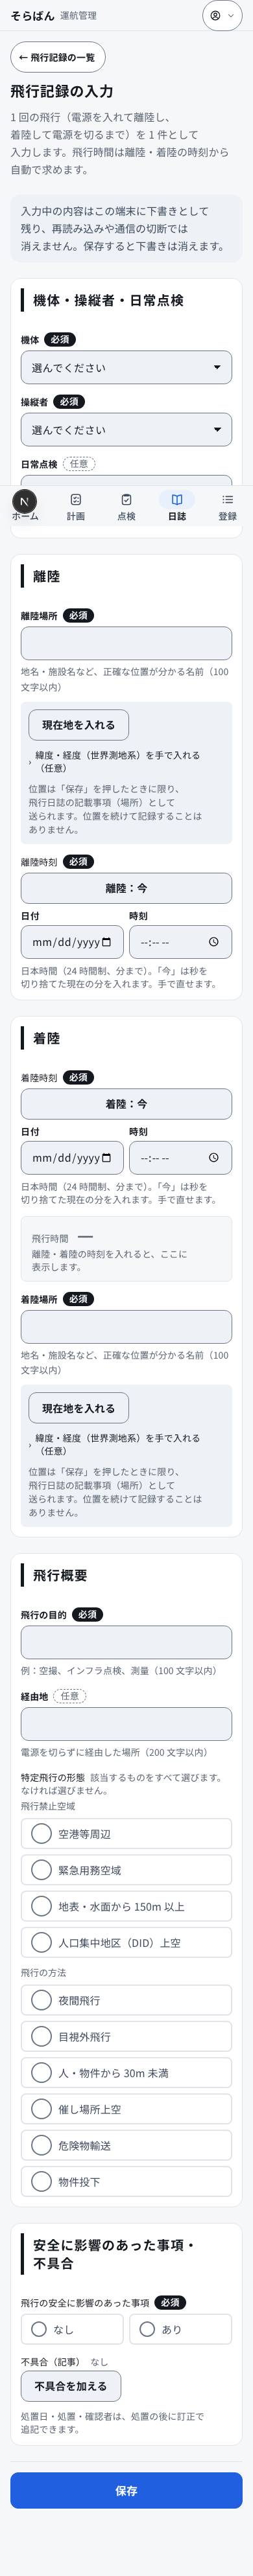 そらばん 運航管理
← 飛行記録の一覧
飛行記録の入力
1 回の飛行（電源を入れて離陸し、
着陸して電源を切るまで）を 1 件として
入力します。飛行時間は離陸・着陸の時刻から
自動で求めます。
入力中の内容はこの端末に下書きとして
残り、再読み込みや通信の切断では
消えません。保存すると下書きは消えます。
機体・操縦者・日常点検
機体 必須
選んでください
操縦者 必須
選んでください
日常点検 任意
N
ホーム 計画 点検 日誌 登録
離陸
離陸場所 必須
地名・施設名など、正確な位置が分かる名前（100
文字以内）
現在地を入れる
› 緯度・経度（世界測地系）を手で入れる
（任意）
位置は「保存」を押したときに限り、
飛行日誌の記載事項（場所）として
送られます。位置を続けて記録することは
ありません。
離陸時刻 必須
離陸：今
日付 時刻
mm/dd/yyyy --:-- --
日本時間（24 時間制、分まで）。「今」は秒を
切り捨てた今の分を入れます。手で直せます。
着陸
着陸時刻 必須
着陸：今
日付 時刻
mm/dd/yyyy --:-- --
日本時間（24 時間制、分まで）。「今」は秒を
切り捨てた今の分を入れます。手で直せます。
飛行時間 —
離陸・着陸の時刻を入れると、ここに
表示します。
着陸場所 必須
地名・施設名など、正確な位置が分かる名前（100
文字以内）
現在地を入れる
› 緯度・経度（世界測地系）を手で入れる
（任意）
位置は「保存」を押したときに限り、
飛行日誌の記載事項（場所）として
送られます。位置を続けて記録することは
ありません。
飛行概要
飛行の目的 必須
例：空撮、インフラ点検、測量（100 文字以内）
経由地 任意
電源を切らずに経由した場所（200 文字以内）
特定飛行の形態 該当するものをすべて選びます。
なければ選びません。
飛行禁止空域
空港等周辺
緊急用務空域
地表・水面から 150m 以上
人口集中地区（DID）上空
飛行の方法
夜間飛行
目視外飛行
人・物件から 30m 未満
催し場所上空
危険物輸送
物件投下
安全に影響のあった事項・
不具合
飛行の安全に影響のあった事項 必須
なし あり
不具合（記事） なし
不具合を加える
処置日・処置・確認者は、処置の後に訂正で
追記できます。
保存